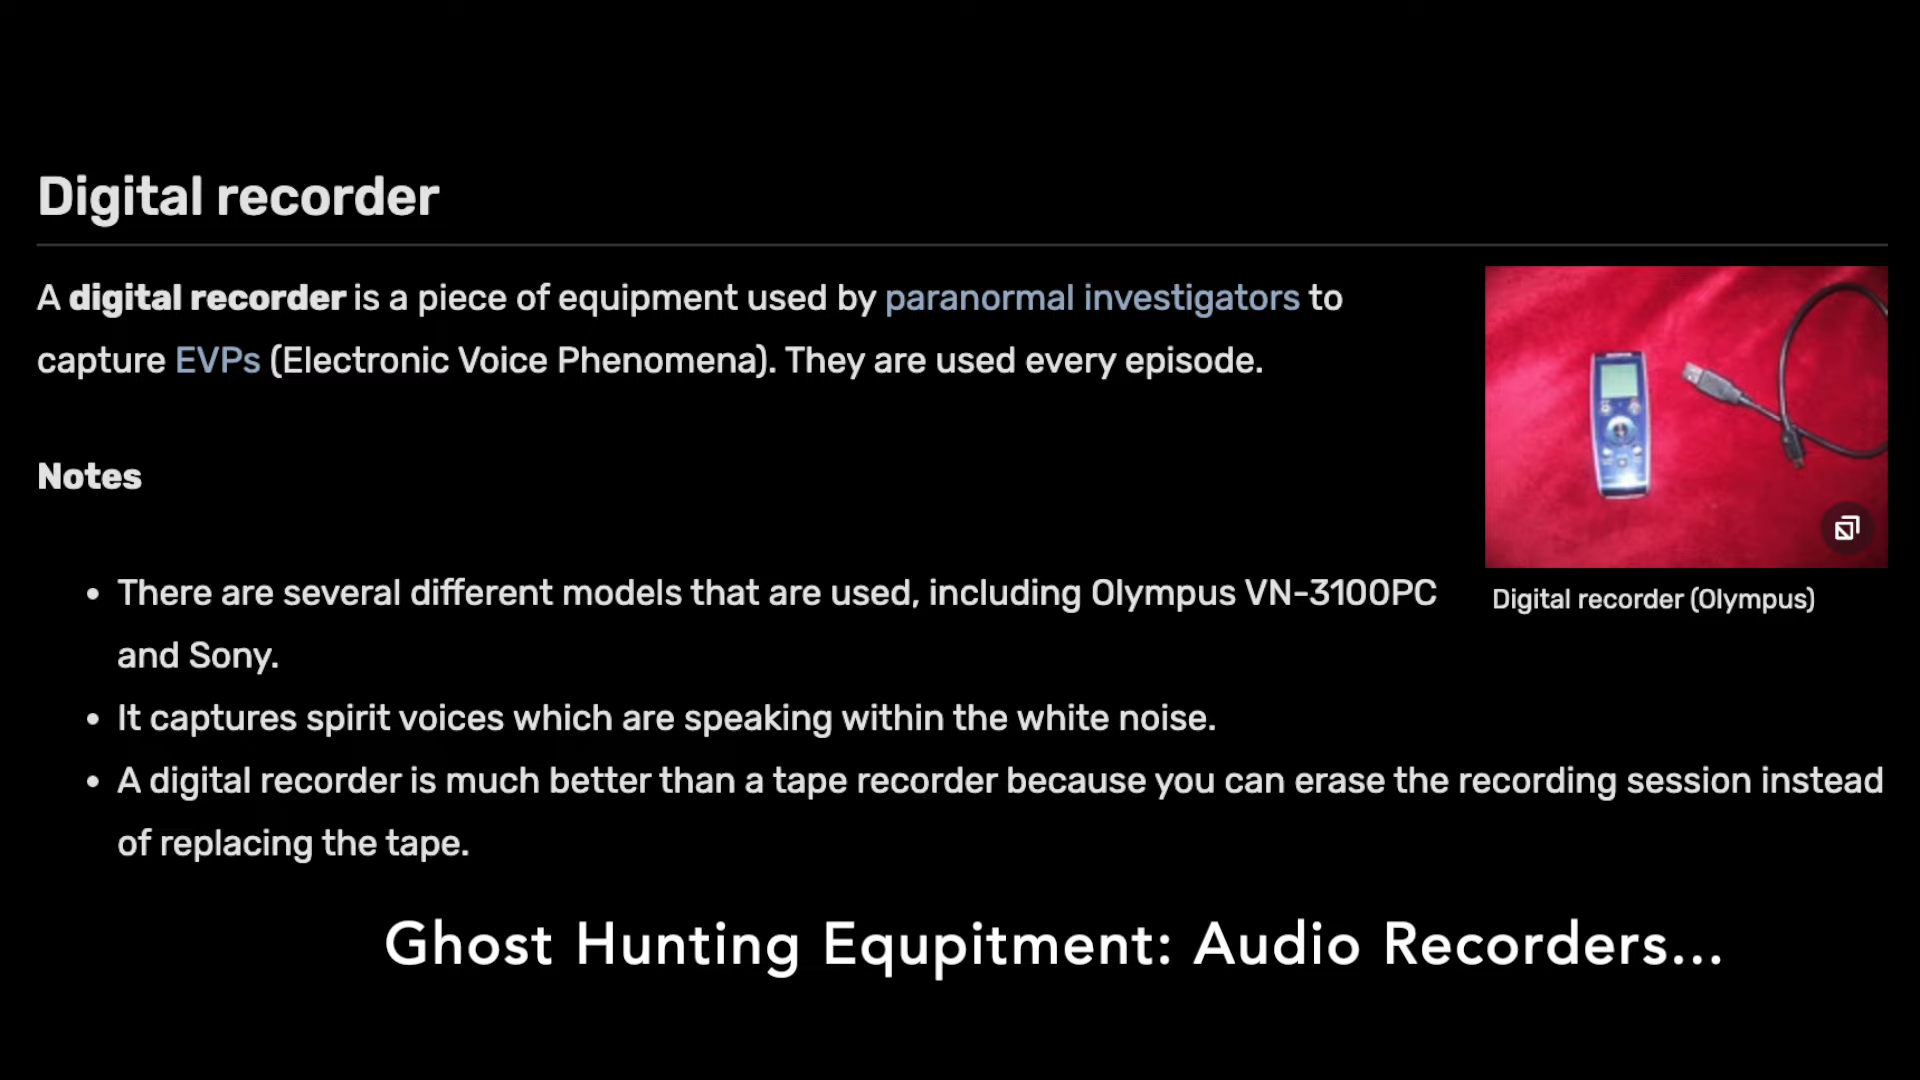 Digital recorder
A digital recorder is a piece of equipment used by paranormal investigators to
capture EVPs (Electronic Voice Phenomena). They are used every episode.
Notes
• There are several different models that are used, including Olympus VN-3100PC
and Sony.
• It captures spirit voices which are speaking within the white noise.
• A digital recorder is much better than a tape recorder because you can erase the recording session instead
of replacing the tape.
Digital recorder (Olympus)
Ghost Hunting Equpitment: Audio Recorders...